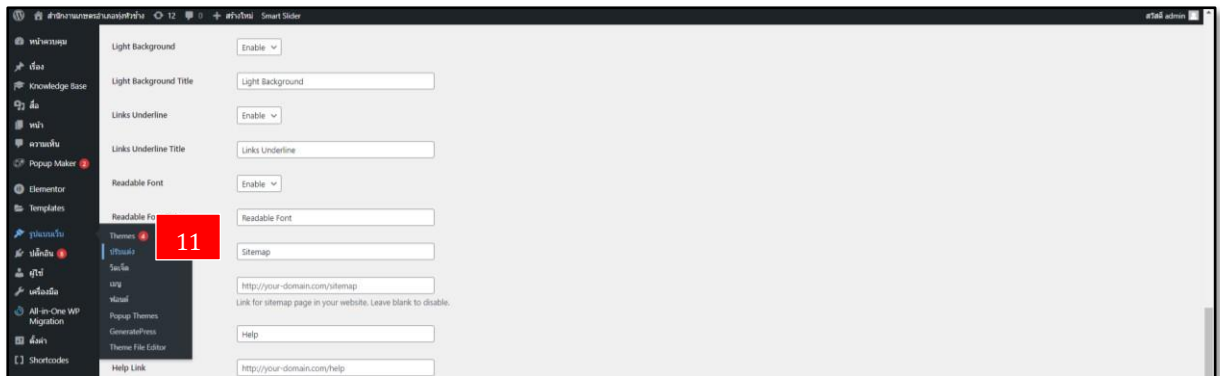 สำนักงานเกษตรอำเภอทุ่งหัวช้าง 12 0 + สร้างใหม่ Smart Slider
สวัสดี admin
หน้าควบคุม
เรื่อง
Knowledge Base
สื่อ
หน้า
ความเห็น
Popup Maker 2
Elementor
Templates
รูปแบบเว็บ
ปลั๊กอิน 5
ผู้ใช้
เครื่องมือ
All-in-One WP
Migration
ตั้งค่า
[ ] Shortcodes
Themes 4
ปรับแต่ง
วิดเจ็ต
เมนู
ฟอนต์
Popup Themes
GeneratePress
Theme File Editor
11
Light Background
Enable
Light Background Title
Light Background
Links Underline
Enable
Links Underline Title
Links Underline
Readable Font
Enable
Readable Fo
Readable Font
Sitemap
http://your-domain.com/sitemap
Link for sitemap page in your website. Leave blank to disable.
Help
Help Link
http://your-domain.com/help